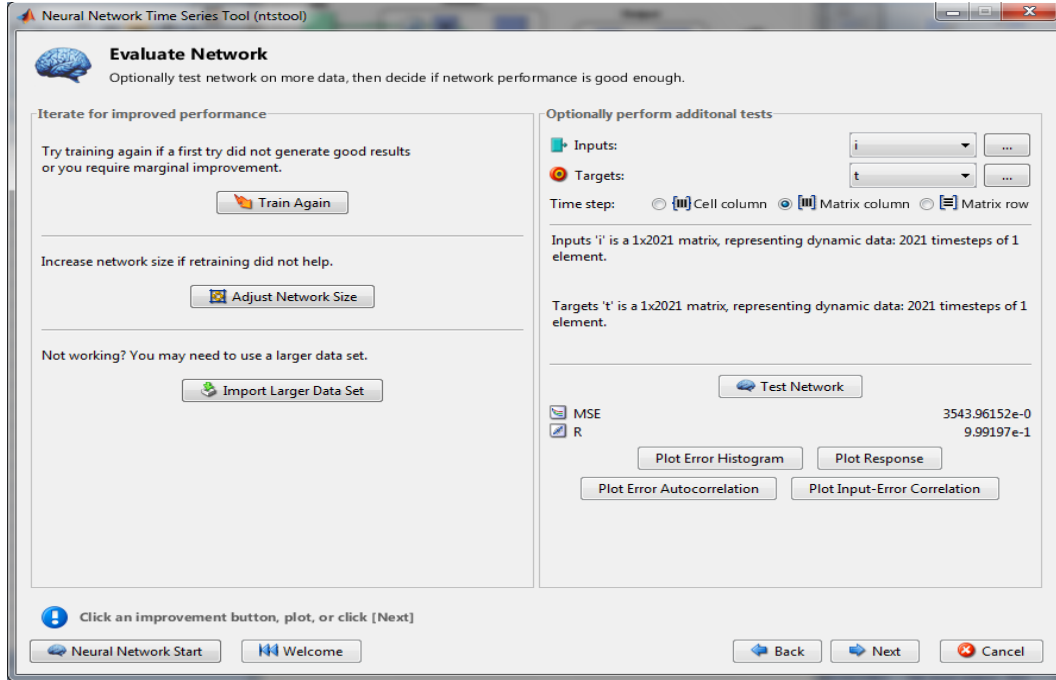 Neural Network Time Series Tool (ntstool)
Evaluate Network
Optionally test network on more data, then decide if network performance is good enough.
Iterate for improved performance
Try training again if a first try did not generate good results
or you require marginal improvement.
Train Again
Increase network size if retraining did not help.
Adjust Network Size
Not working? You may need to use a larger data set.
Import Larger Data Set
Optionally perform additonal tests
Inputs: i ...
Targets: t ...
Time step: Cell column Matrix column Matrix row
Inputs 'i' is a 1x2021 matrix, representing dynamic data: 2021 timesteps of 1
element.
Targets 't' is a 1x2021 matrix, representing dynamic data: 2021 timesteps of 1
element.
Test Network
MSE 3543.96152e-0
R 9.99197e-1
Plot Error Histogram Plot Response
Plot Error Autocorrelation Plot Input-Error Correlation
Click an improvement button, plot, or click [Next]
Neural Network Start Welcome Back Next Cancel